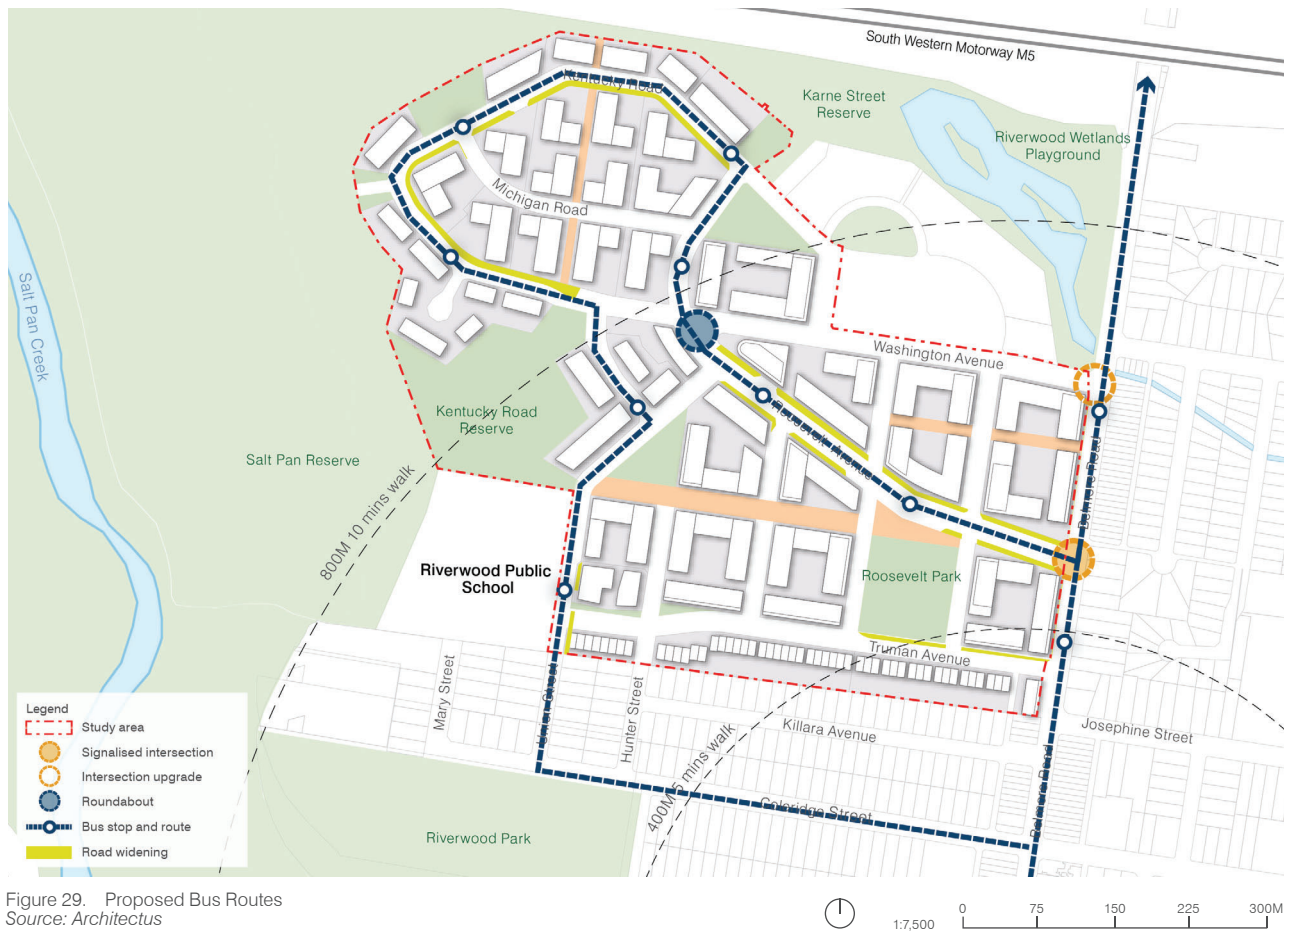 South Western Motorway M5
Kentucky Road
Karne Street
Reserve
Riverwood Wetlands
Playground
Michigan Road
Salt Pan Creek
Washington Avenue
Kentucky Road
Reserve
Roosevelt Avenue
Salt Pan Reserve
Belmore Road
800M 10 mins walk
Riverwood Public
School
Roosevelt Park
Truman Avenue
Mary Street
Union Street
Hunter Street
Killara Avenue
Josephine Street
400M 5 mins walk
Belmore Road
Coleridge Street
Riverwood Park
Legend
Study area
Signalised intersection
Intersection upgrade
Roundabout
Bus stop and route
Road widening
Figure 29. Proposed Bus Routes
Source: Architectus
1:7,500
0 75 150 225 300M